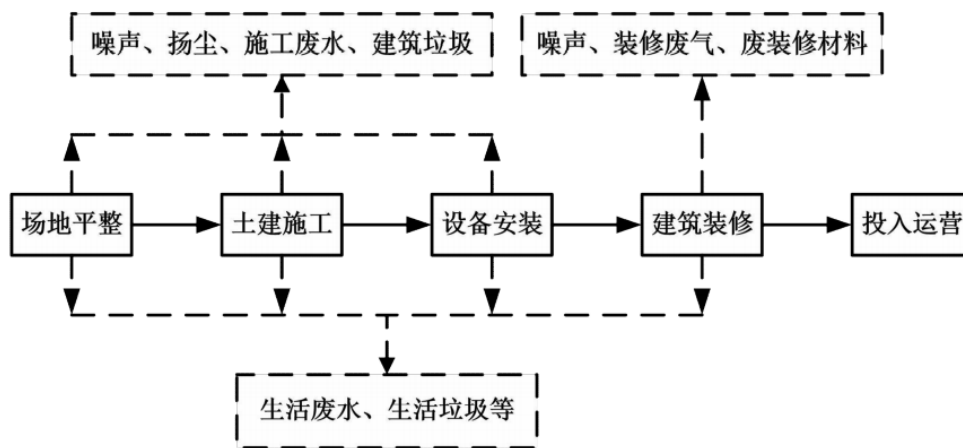 噪声、扬尘、施工废水、建筑垃圾
噪声、装修废气、废装修材料
场地平整
土建施工
设备安装
建筑装修
投入运营
生活废水、生活垃圾等